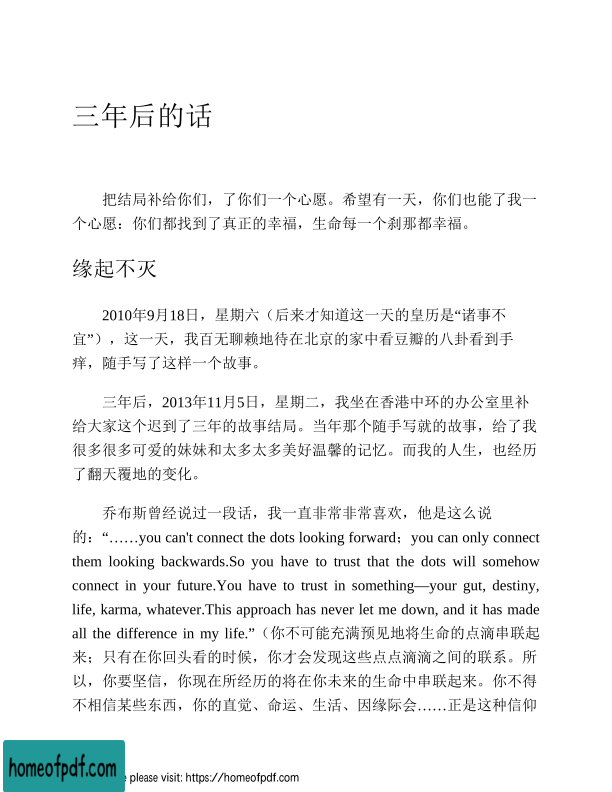 三年后的话
把结局补给你们，了你们一个心愿。希望有一天，你们也能了我一
个心愿：你们都找到了真正的幸福，生命每一个刹那都幸福。
缘起不灭
2010年9月18日，星期六（后来才知道这一天的皇历是“诸事不
宜”），这一天，我百无聊赖地待在北京的家中看豆瓣的八卦看到手
痒，随手写了这样一个故事。
三年后，2013年11月5日，星期二，我坐在香港中环的办公室里补
给大家这个迟到了三年的故事结局。当年那个随手写就的故事，给了我
很多很多可爱的妹妹和太多太多美好温馨的记忆。而我的人生，也经历
了翻天覆地的变化。
乔布斯曾经说过一段话，我一直非常非常喜欢，他是这么说
的：“……you can't connect the dots looking forward；you can only connect
them looking backwards.So you have to trust that the dots will somehow
connect in your future.You have to trust in something—your gut, destiny,
life, karma, whatever.This approach has never let me down, and it has made
all the difference in my life.”（你不可能充满预见地将生命的点滴串联起
来；只有在你回头看的时候，你才会发现这些点点滴滴之间的联系。所
以，你要坚信，你现在所经历的将在你未来的生命中串联起来。你不得
不相信某些东西，你的直觉、命运、生活、因缘际会……正是这种信仰
homeofpdf.com
please visit: https://homeofpdf.com